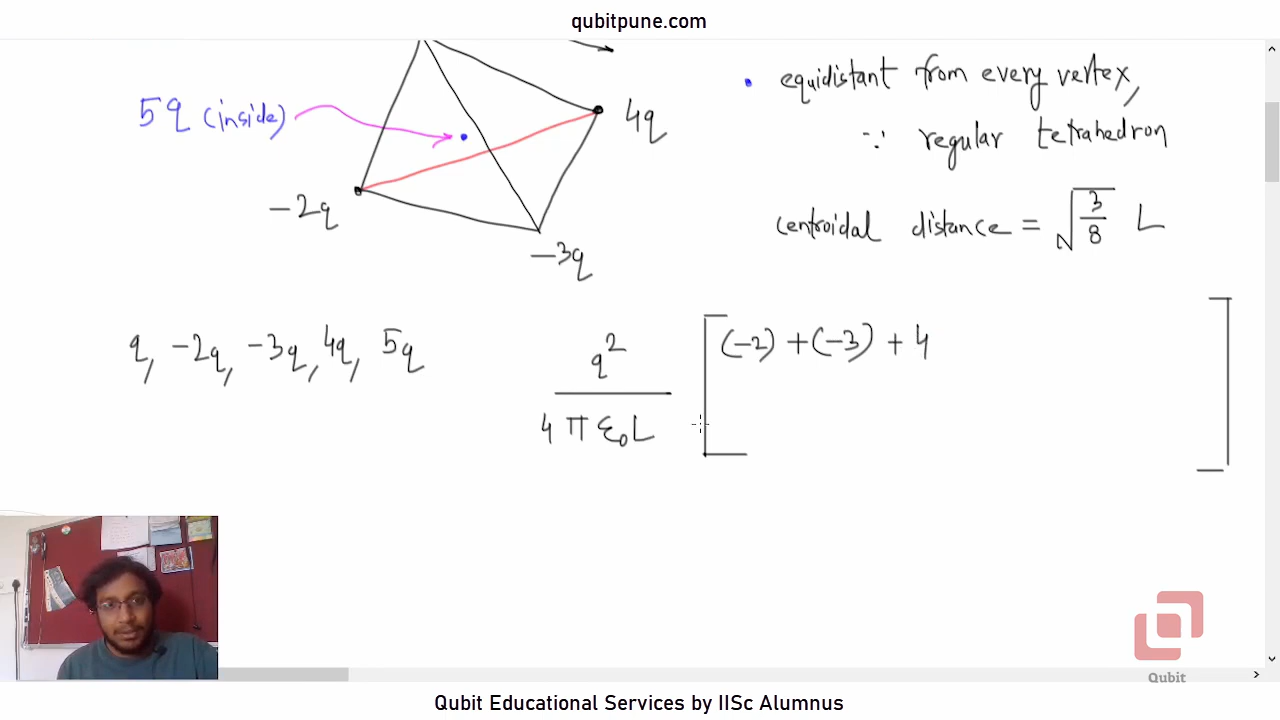 qubitpune.com
equidistant from every vertex,
5q (inside)
4q
∵ regular tetrahedron
-2q
centroidal distance = √(3/8) L
-3q
q, -2q, -3q, 4q, 5q
q²/(4πε₀L) [(-2) + (-3) + 4 ]
Qubit
Qubit Educational Services by IISc Alumnus